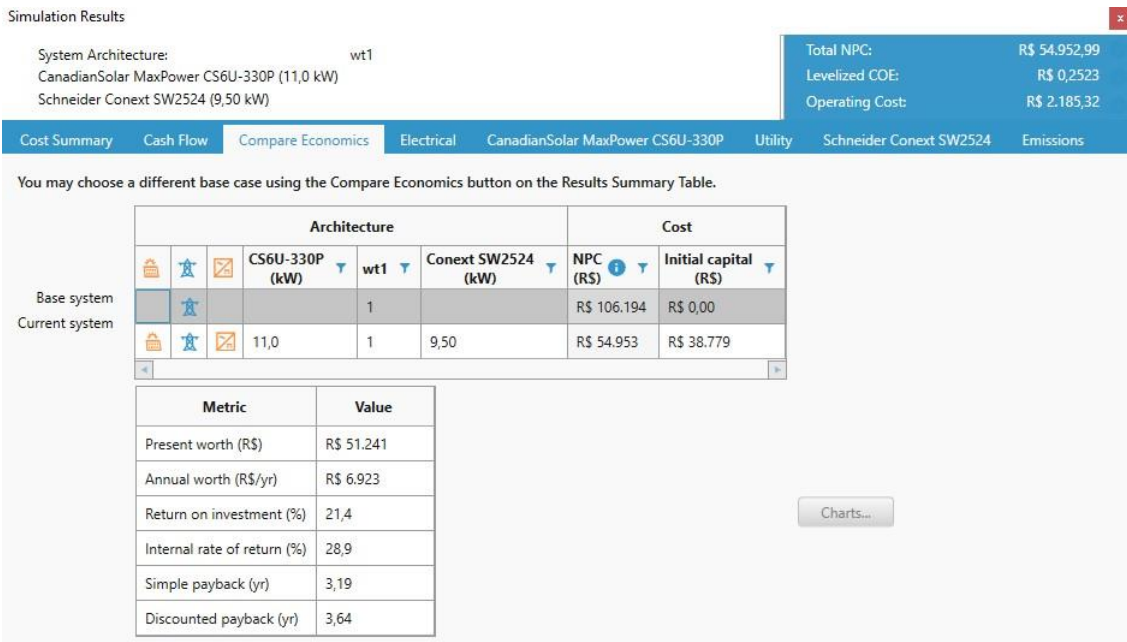 Simulation Results
x
System Architecture: wt1
CanadianSolar MaxPower CS6U-330P (11,0 kW)
Schneider Conext SW2524 (9,50 kW)
Total NPC: R$ 54.952,99
Levelized COE: R$ 0,2523
Operating Cost: R$ 2.185,32
Cost Summary Cash Flow Compare Economics Electrical CanadianSolar MaxPower CS6U-330P Utility Schneider Conext SW2524 Emissions
You may choose a different base case using the Compare Economics button on the Results Summary Table.
Architecture Cost
CS6U-330P (kW) wt1 Conext SW2524 (kW) NPC (R$) Initial capital (R$)
Base system 1 R$ 106.194 R$ 0,00
Current system 11,0 1 9,50 R$ 54.953 R$ 38.779
Metric Value
Present worth (R$) R$ 51.241
Annual worth (R$/yr) R$ 6.923
Return on investment (%) 21,4
Internal rate of return (%) 28,9
Simple payback (yr) 3,19
Discounted payback (yr) 3,64
Charts...